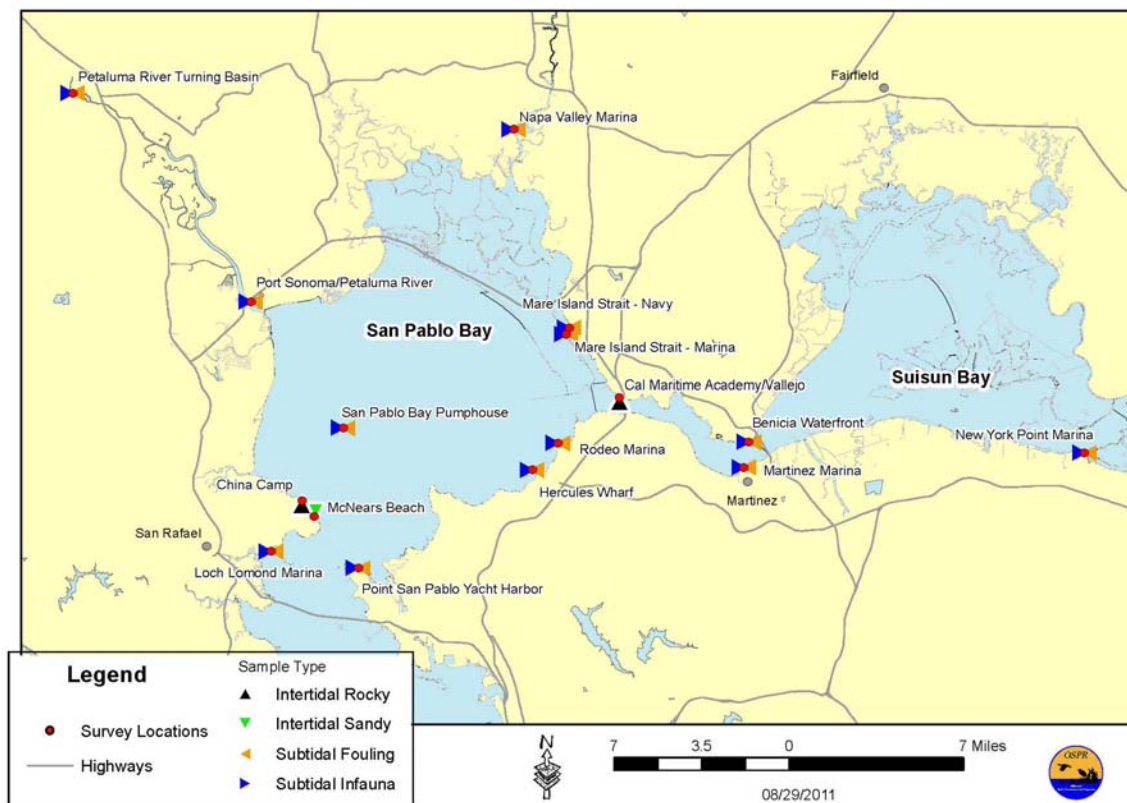 Petaluma River Turning Basin
Fairfield
Napa Valley Marina
Port Sonoma/Petaluma River
Mare Island Strait - Navy
San Pablo Bay
Mare Island Strait - Marina
Cal Maritime Academy/Vallejo
Suisun Bay
San Pablo Bay Pumphouse
Benicia Waterfront
New York Point Marina
Rodeo Marina
Martinez Marina
China Camp
Hercules Wharf
Martinez
McNears Beach
San Rafael
Loch Lomond Marina
Point San Pablo Yacht Harbor
Legend
Survey Locations
Highways
Sample Type
Intertidal Rocky
Intertidal Sandy
Subtidal Fouling
Subtidal Infauna
N
7 3.5 0 7 Miles
08/29/2011
OSPR